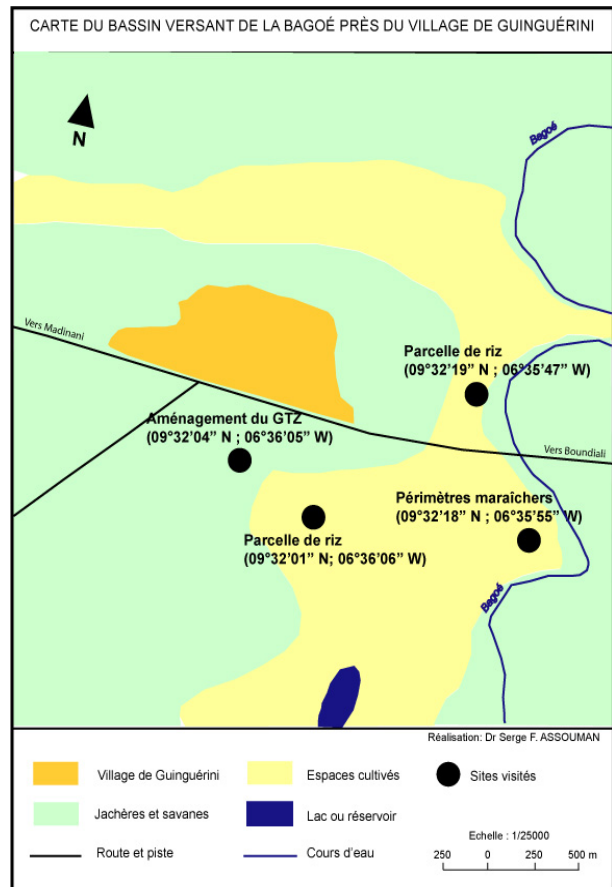 CARTE DU BASSIN VERSANT DE LA BAGOÉ PRÈS DU VILLAGE DE GUINGUÉRINI
N
Bagoé
Vers Madinani
Parcelle de riz
(09°32'19" N ; 06°35'47" W)
Aménagement du GTZ
(09°32'04" N ; 06°36'05" W)
Vers Boundiali
Périmètres maraîchers
(09°32'18" N ; 06°35'55" W)
Parcelle de riz
(09°32'01" N; 06°36'06" W)
Bagoé
Réalisation: Dr Serge F. ASSOUMAN
Village de Guinguérini
Espaces cultivés
Sites visités
Jachères et savanes
Lac ou réservoir
Route et piste
Cours d'eau
Echelle : 1/25000
250 0 250 500 m